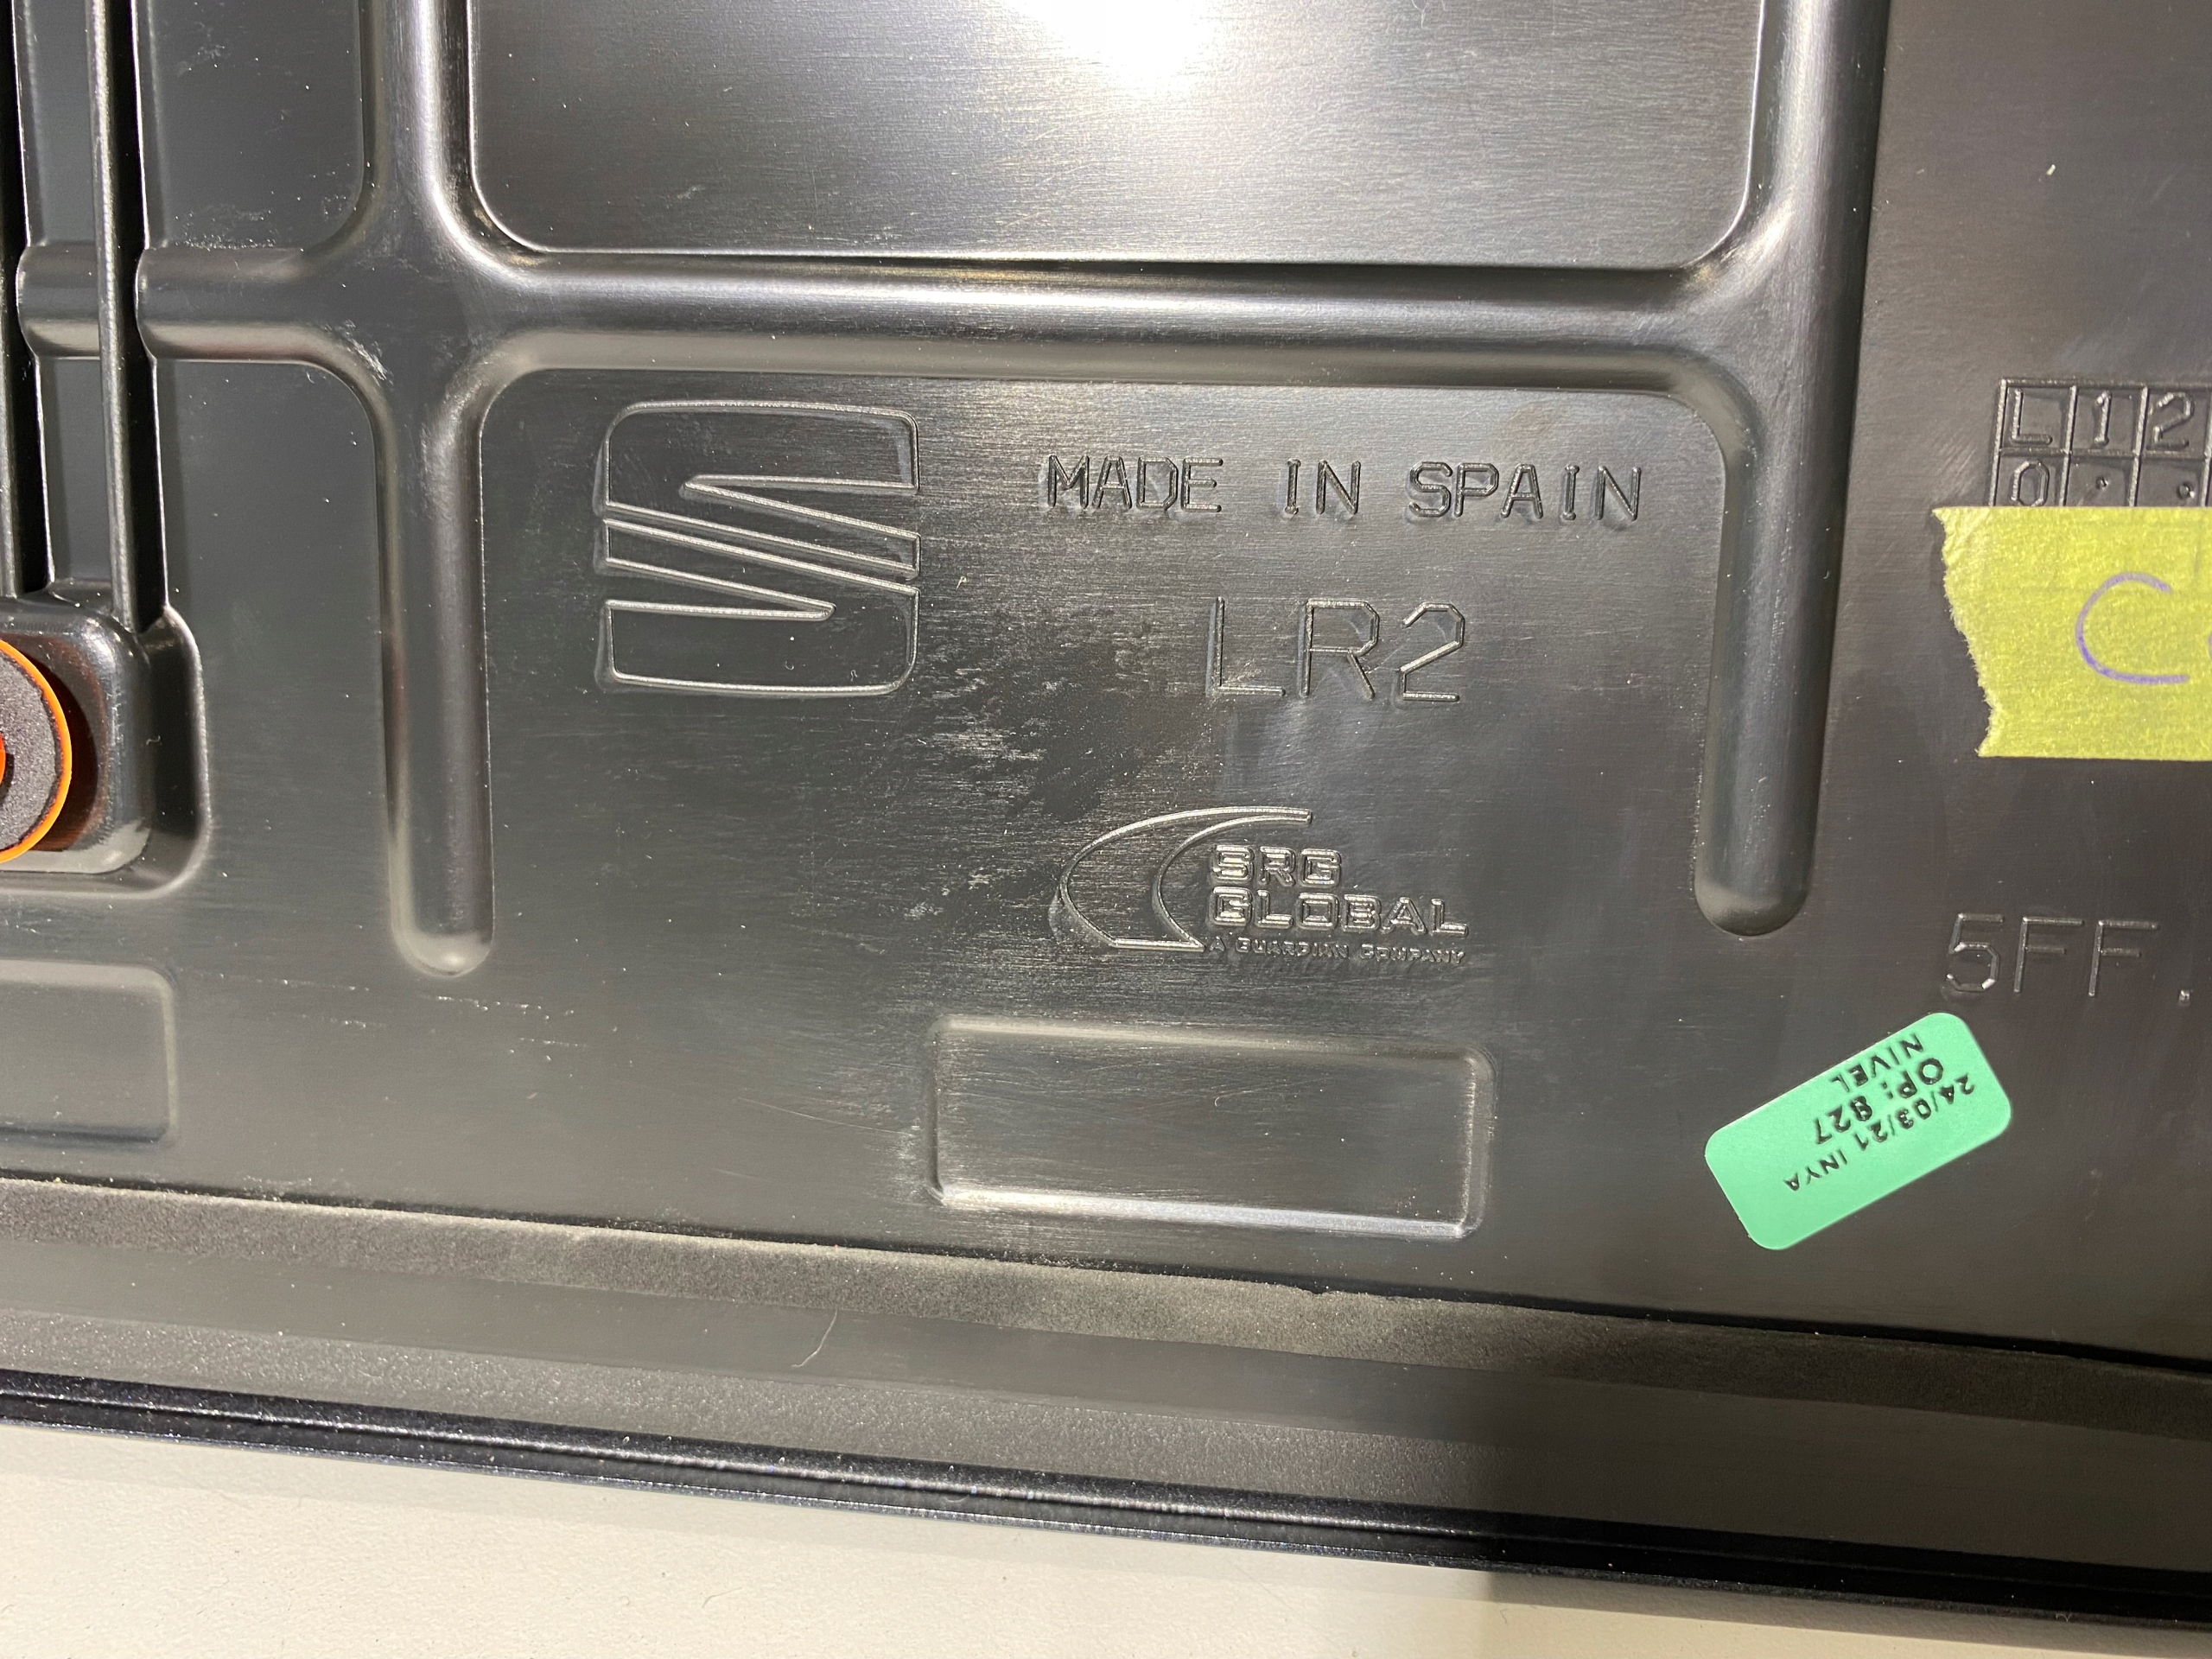 MADE IN SPAIN
LR2
L 1 2
0
C
SRG
GLOBAL
A GUARDIAN COMPANY
5FF.
24/03/21 INYA
OP: 827
NIVEL